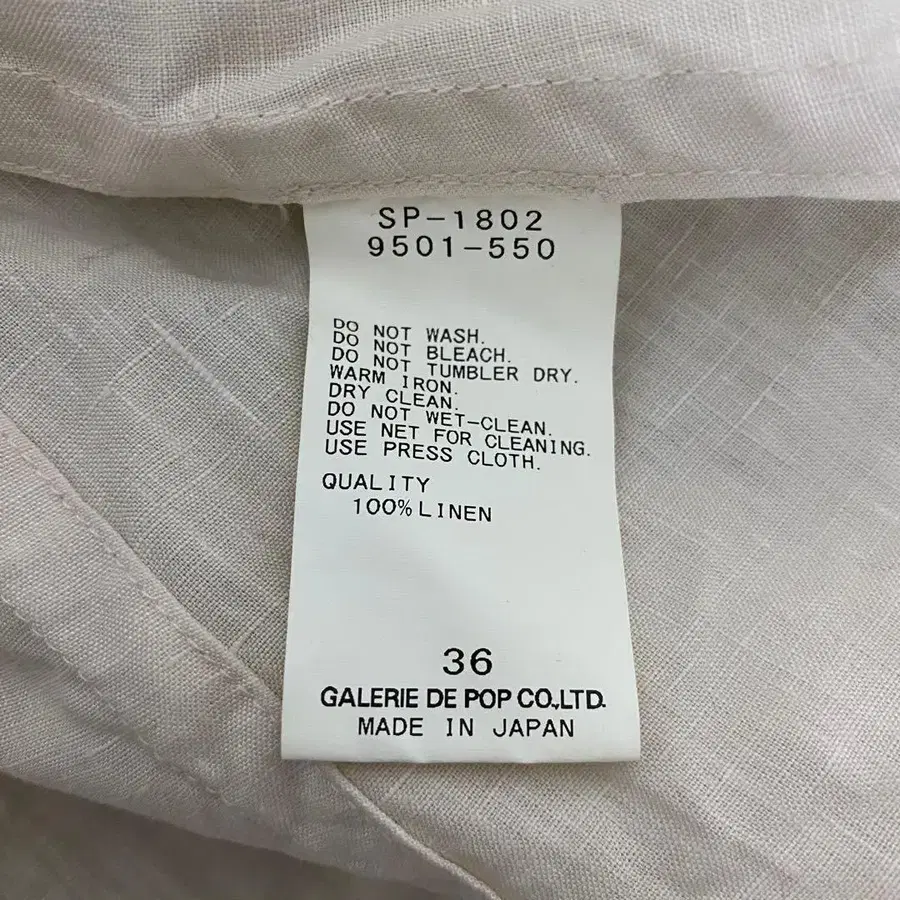 SP-1802
9501-550
DO NOT WASH.
DO NOT BLEACH.
DO NOT TUMBLER DRY.
WARM IRON.
DRY CLEAN.
DO NOT WET-CLEAN.
USE NET FOR CLEANING.
USE PRESS CLOTH.
QUALITY
100%LINEN
36
GALERIE DE POP CO.,LTD.
MADE IN JAPAN